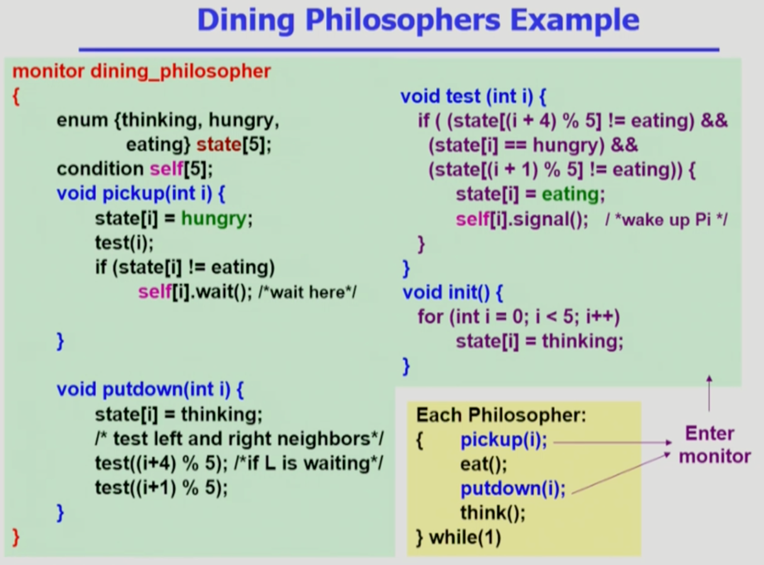 Dining Philosophers Example
monitor dining_philosopher
{
enum {thinking, hungry,
eating} state[5];
condition self[5];
void pickup(int i) {
state[i] = hungry;
test(i);
if (state[i] != eating)
self[i].wait(); /*wait here*/
}
void putdown(int i) {
state[i] = thinking;
/* test left and right neighbors*/
test((i+4) % 5); /*if L is waiting*/
test((i+1) % 5);
}
}
void test (int i) {
if ( (state[(i + 4) % 5] != eating) &&
(state[i] == hungry) &&
(state[(i + 1) % 5] != eating)) {
state[i] = eating;
self[i].signal(); / *wake up Pi */
}
}
void init() {
for (int i = 0; i < 5; i++)
state[i] = thinking;
}
Each Philosopher:
{ pickup(i);
eat();
putdown(i);
think();
} while(1)
Enter
monitor